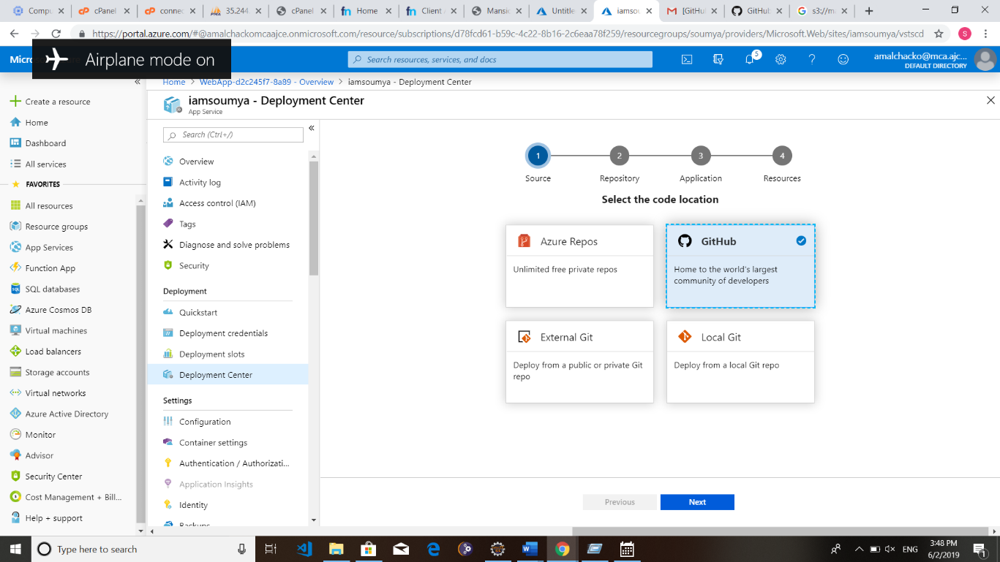 Compu
cPanel
connec
35.244.
cPanel
Home
Client
Mansio
Untitle
iamsou
[GitHub
GitHub
s3://m
https://portal.azure.com/#@amalchackomcaajce.onmicrosoft.com/resource/subscriptions/d78fcd61-b59c-4c22-8b16-2c6eaa78f259/resourcegroups/soumya/providers/Microsoft.Web/sites/iamsoumya/vstscd
S
Airplane mode on
Micr
Search resources, services, and docs
5
amalchacko@mca.ajc...
DEFAULT DIRECTORY
Home > WebApp-d2c245f7-8a89 - Overview > iamsoumya - Deployment Center
iamsoumya - Deployment Center
App Service
Create a resource
Home
Dashboard
All services
FAVORITES
All resources
Resource groups
App Services
Function App
SQL databases
Azure Cosmos DB
Virtual machines
Load balancers
Storage accounts
Virtual networks
Azure Active Directory
Monitor
Advisor
Security Center
Cost Management + Bill...
Help + support
Search (Ctrl+/)
Overview
Activity log
Access control (IAM)
Tags
Diagnose and solve problems
Security
Deployment
Quickstart
Deployment credentials
Deployment slots
Deployment Center
Settings
Configuration
Container settings
Authentication / Authorizati...
Application Insights
Identity
Backups
1 2 3 4
Source Repository Application Resources
Select the code location
Azure Repos
Unlimited free private repos
GitHub
Home to the world's largest
community of developers
External Git
Deploy from a public or private Git
repo
Local Git
Deploy from a local Git repo
Previous
Next
Type here to search
ENG
3:48 PM
6/2/2019
1